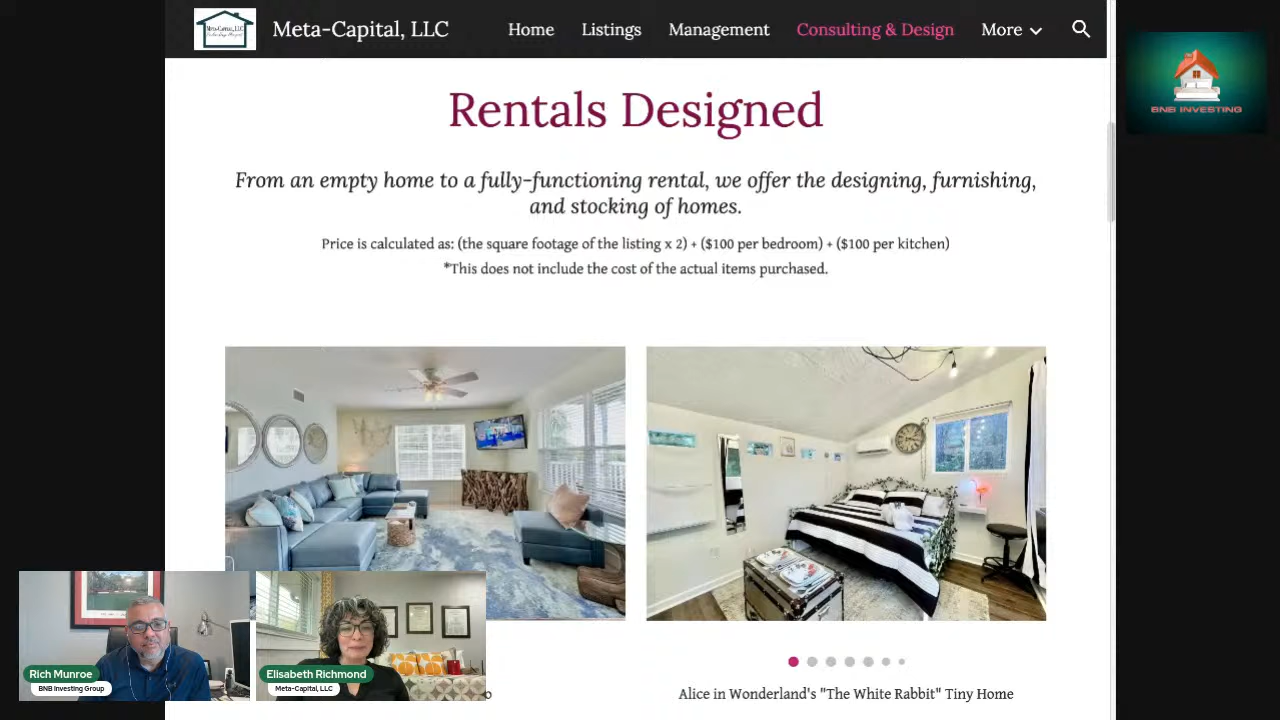 Meta-Capital, LLC
Home
Listings
Management
Consulting & Design
More
Rentals Designed
From an empty home to a fully-functioning rental, we offer the designing, furnishing,
and stocking of homes.
Price is calculated as: (the square footage of the listing x 2) + ($100 per bedroom) + ($100 per kitchen)
*This does not include the cost of the actual items purchased.
BNB INVESTING
Rich Munroe
BNB Investing Group
Elisabeth Richmond
Meta-Capital, LLC
Alice in Wonderland's "The White Rabbit" Tiny Home